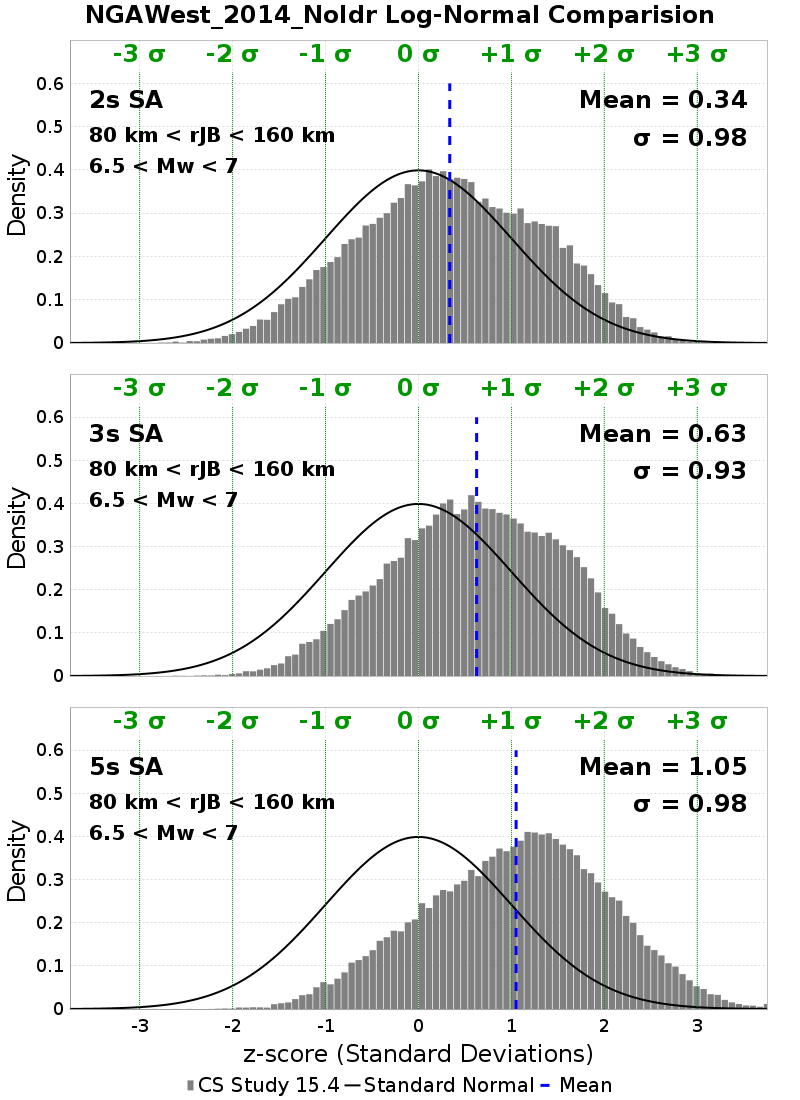 NGAWest_2014_NoIdr Log-Normal Comparision
-3 σ -2 σ -1 σ 0 σ +1 σ +2 σ +3 σ
2s SA
Mean = 0.34
80 km < rJB < 160 km
σ = 0.98
6.5 < Mw < 7
0.6
0.5
0.4
0.3
0.2
0.1
0
Density
-3 σ -2 σ -1 σ 0 σ +1 σ +2 σ +3 σ
3s SA
Mean = 0.63
80 km < rJB < 160 km
σ = 0.93
6.5 < Mw < 7
0.6
0.5
0.4
0.3
0.2
0.1
0
Density
-3 σ -2 σ -1 σ 0 σ +1 σ +2 σ +3 σ
5s SA
Mean = 1.05
80 km < rJB < 160 km
σ = 0.98
6.5 < Mw < 7
0.6
0.5
0.4
0.3
0.2
0.1
0
Density
-3 -2 -1 0 1 2 3
z-score (Standard Deviations)
CS Study 15.4 Standard Normal Mean